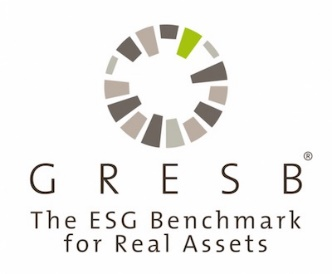 GRESB®
The ESG Benchmark
for Real Assets